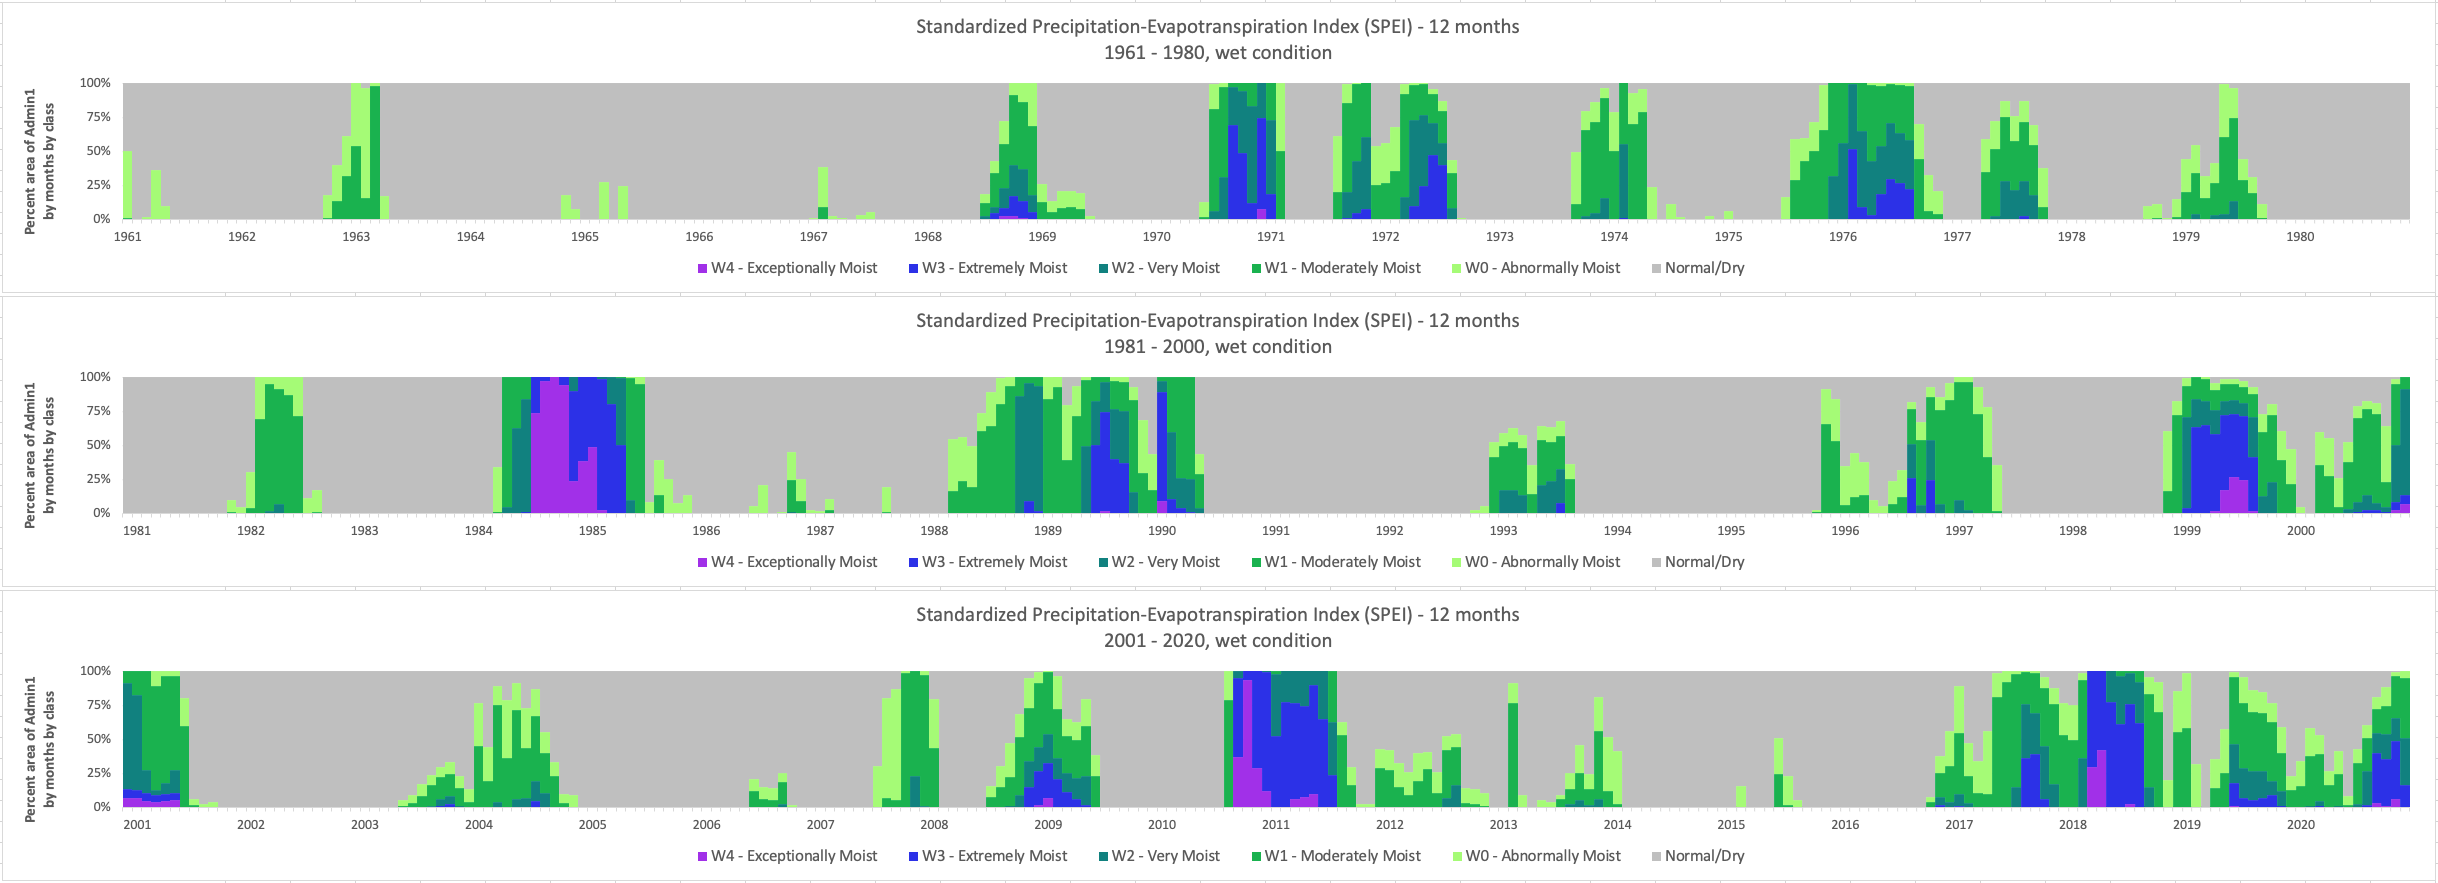 Standardized Precipitation-Evapotranspiration Index (SPEI) - 12 months
1961 - 1980, wet condition
Percent area of Admin1
by months by class
100%
75%
50%
25%
0%
1961 1962 1963 1964 1965 1966 1967 1968 1969 1970 1971 1972 1973 1974 1975 1976 1977 1978 1979 1980
W4 - Exceptionally Moist W3 - Extremely Moist W2 - Very Moist W1 - Moderately Moist W0 - Abnormally Moist Normal/Dry
Standardized Precipitation-Evapotranspiration Index (SPEI) - 12 months
1981 - 2000, wet condition
Percent area of Admin1
by months by class
100%
75%
50%
25%
0%
1981 1982 1983 1984 1985 1986 1987 1988 1989 1990 1991 1992 1993 1994 1995 1996 1997 1998 1999 2000
W4 - Exceptionally Moist W3 - Extremely Moist W2 - Very Moist W1 - Moderately Moist W0 - Abnormally Moist Normal/Dry
Standardized Precipitation-Evapotranspiration Index (SPEI) - 12 months
2001 - 2020, wet condition
Percent area of Admin1
by months by class
100%
75%
50%
25%
0%
2001 2002 2003 2004 2005 2006 2007 2008 2009 2010 2011 2012 2013 2014 2015 2016 2017 2018 2019 2020
W4 - Exceptionally Moist W3 - Extremely Moist W2 - Very Moist W1 - Moderately Moist W0 - Abnormally Moist Normal/Dry